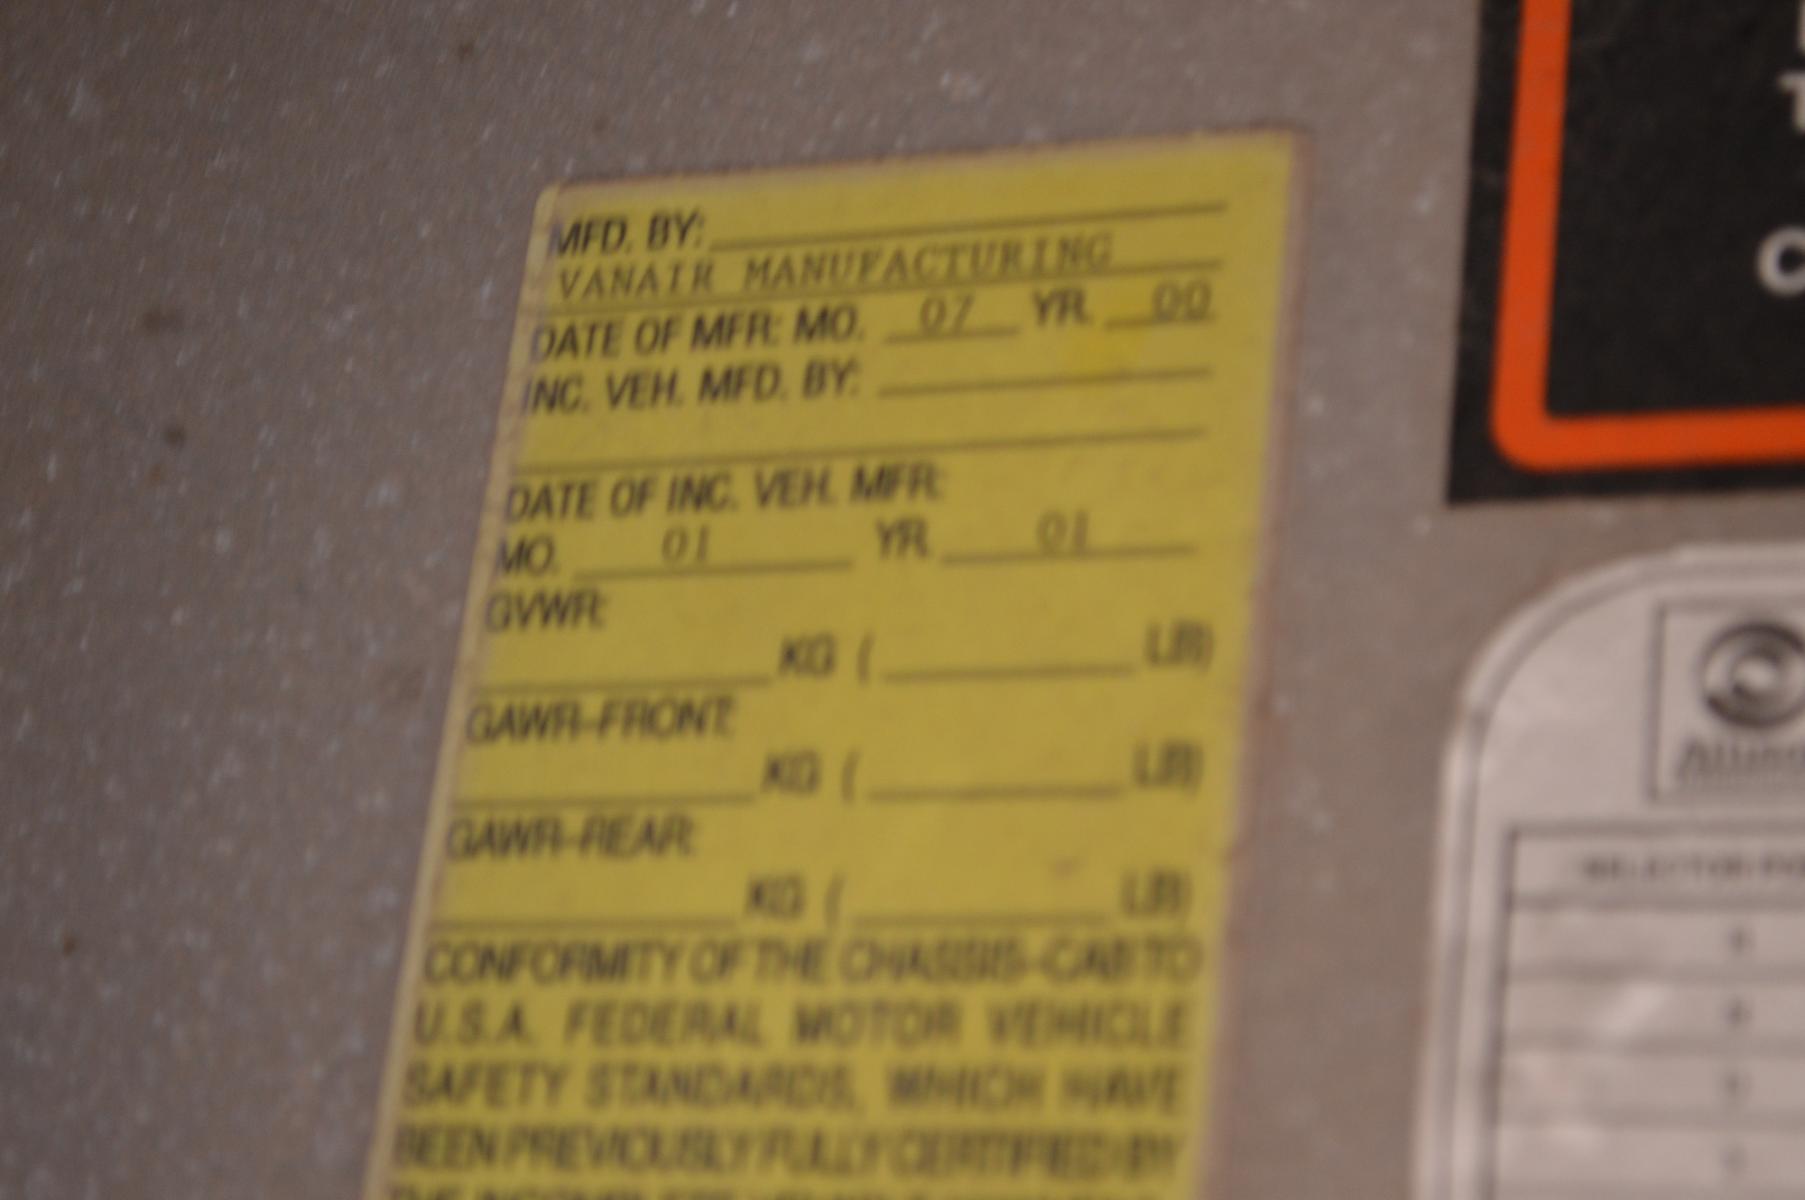 MFD. BY:
VANAIR MANUFACTURING
DATE OF MFR: MO. 07 YR. 00
INC. VEH. MFD. BY:
DATE OF INC. VEH. MFR:
MO. 01 YR. 01
GVWR:
KG ( LB)
GAWR-FRONT:
KG ( LB)
GAWR-REAR:
KG ( LB)
CONFORMITY OF THE CHASSIS-CAB TO
U.S.A. FEDERAL MOTOR VEHICLE
SAFETY STANDARDS, WHICH HAVE
BEEN PREVIOUSLY FULLY CERTIFIED BY
T
C